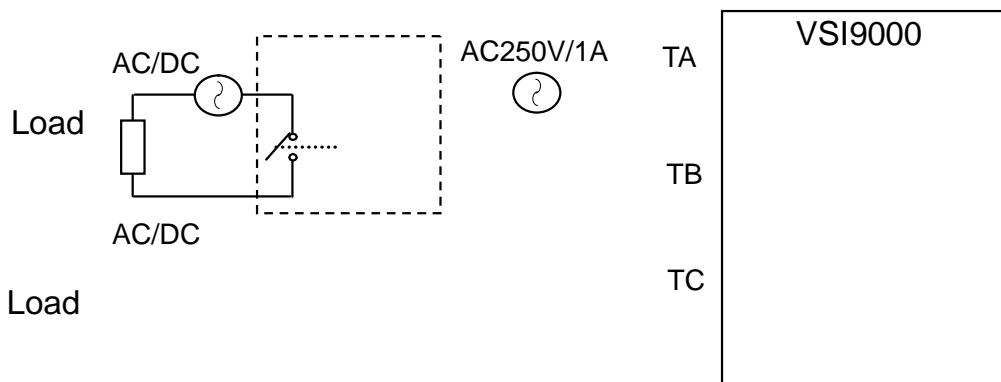 VSI9000
AC250V/1A
TA
AC/DC
Load
TB
AC/DC
TC
Load